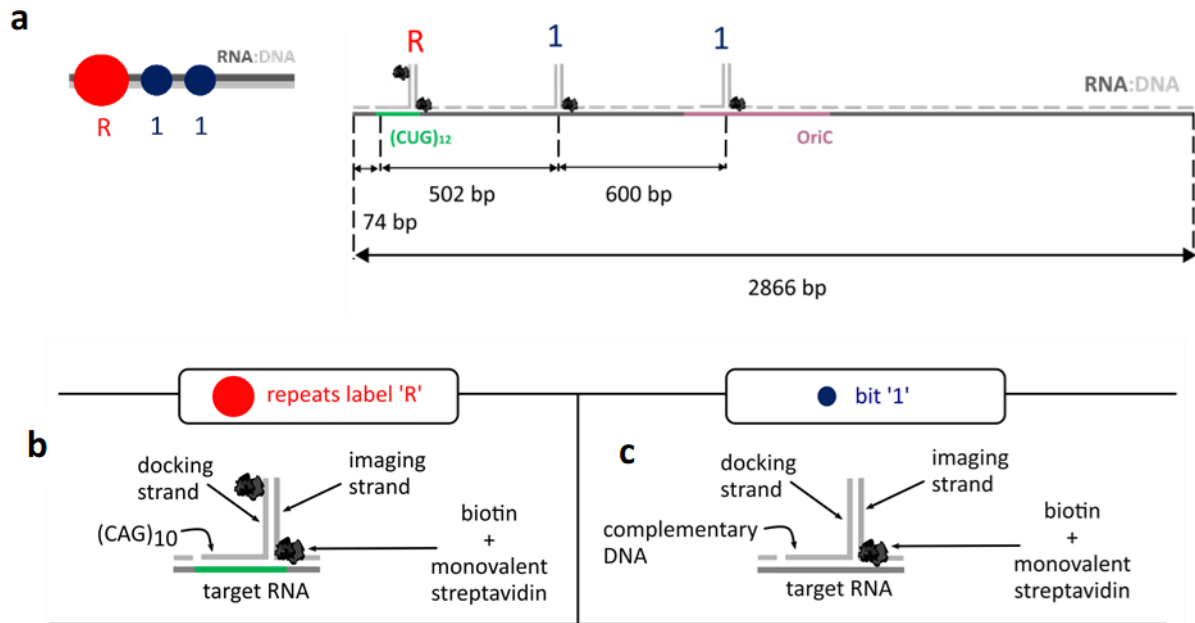 a
RNA:DNA
R 1 1
R 1 1
RNA:DNA
(CUG)12
OriC
502 bp
600 bp
74 bp
2866 bp
repeats label 'R'
bit '1'
b
docking
strand
imaging
strand
(CAG)10
biotin
+
monovalent
streptavidin
target RNA
c
docking
strand
imaging
strand
complementary
DNA
biotin
+
monovalent
streptavidin
target RNA